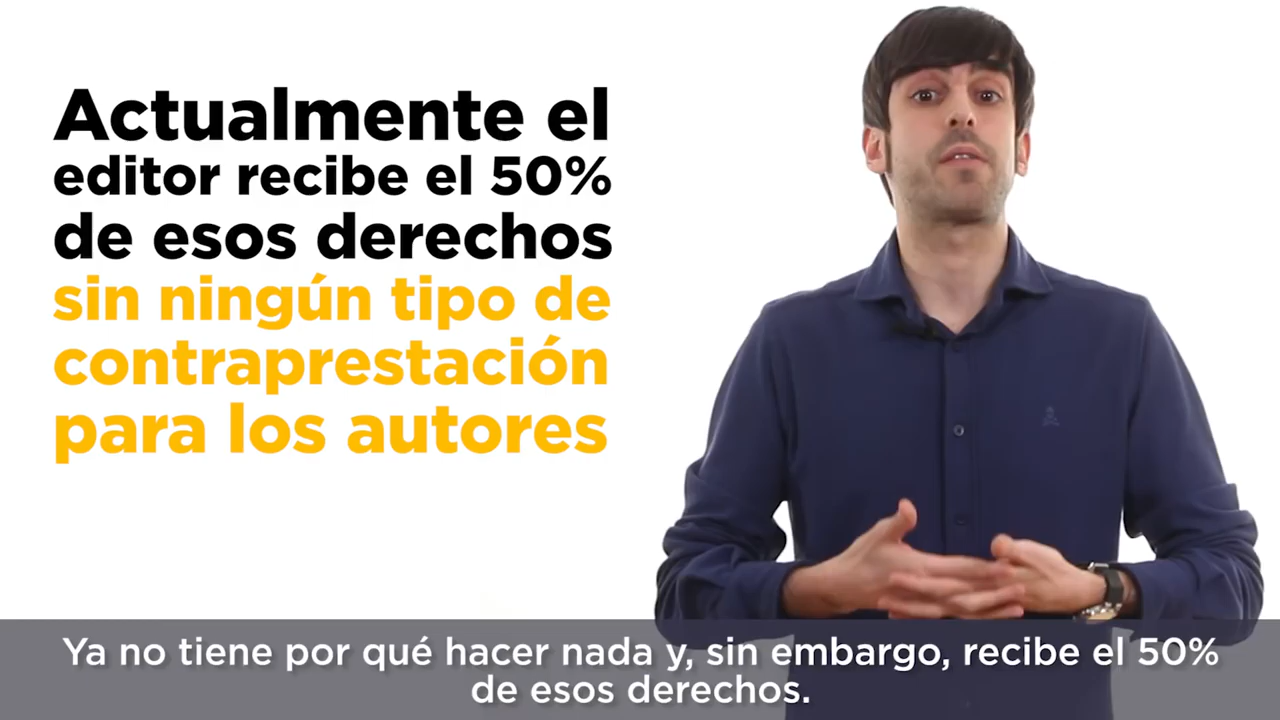 Actualmente el
editor recibe el 50%
de esos derechos
sin ningún tipo de
contraprestación
para los autores
Ya no tiene por qué hacer nada y, sin embargo, recibe el 50%
de esos derechos.